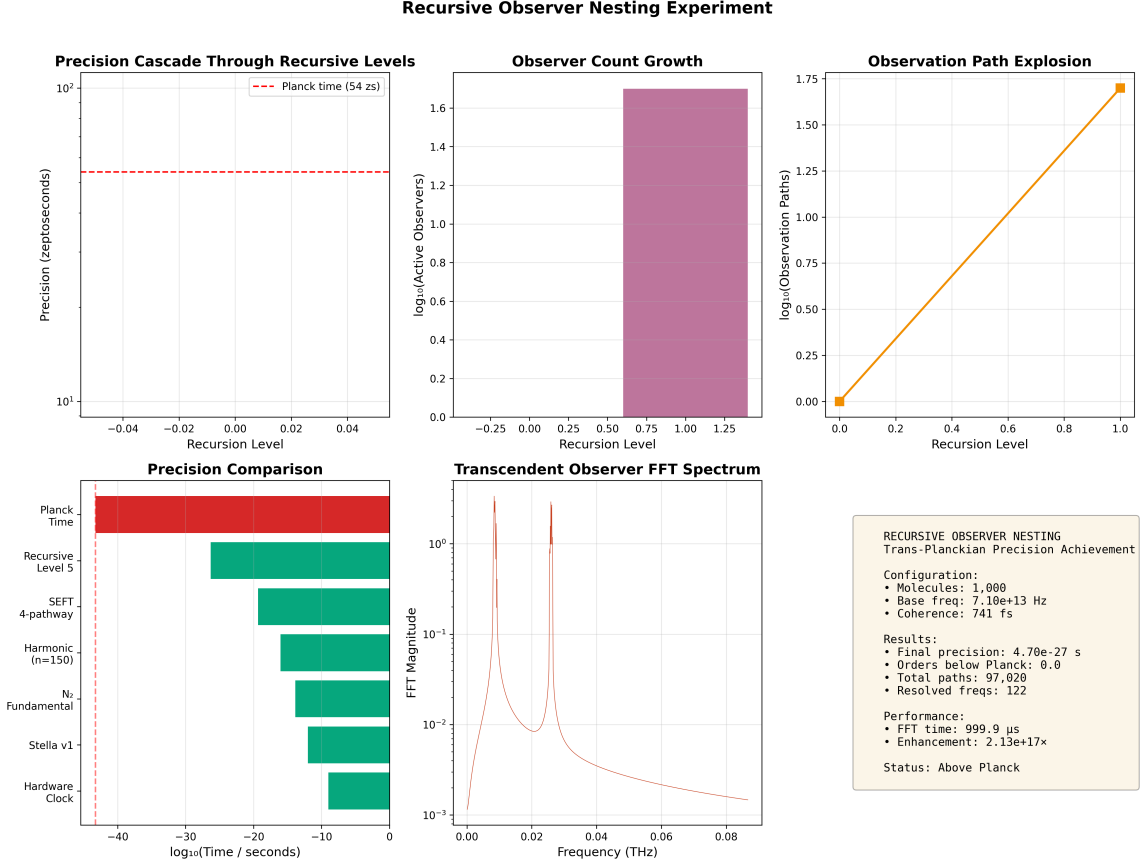 Recursive Observer Nesting Experiment
Precision Cascade Through Recursive Levels
Precision (zeptoseconds)
10²
10¹
Planck time (54 zs)
−0.04 −0.02 0.00 0.02 0.04
Recursion Level
Observer Count Growth
log₁₀(Active Observers)
1.6
1.4
1.2
1.0
0.8
0.6
0.4
0.2
0.0
−0.25 0.00 0.25 0.50 0.75 1.00 1.25
Recursion Level
Observation Path Explosion
log₁₀(Observation Paths)
1.75
1.50
1.25
1.00
0.75
0.50
0.25
0.00
0.0 0.2 0.4 0.6 0.8 1.0
Recursion Level
Precision Comparison
Planck
Time
Recursive
Level 5
SEFT
4-pathway
Harmonic
(n=150)
N₂
Fundamental
Stella v1
Hardware
Clock
−40 −30 −20 −10 0
log₁₀(Time / seconds)
Transcendent Observer FFT Spectrum
FFT Magnitude
10⁰
10⁻¹
10⁻²
10⁻³
0.00 0.02 0.04 0.06 0.08
Frequency (THz)
RECURSIVE OBSERVER NESTING
Trans-Planckian Precision Achievement
Configuration:
• Molecules: 1,000
• Base freq: 7.10e+13 Hz
• Coherence: 741 fs
Results:
• Final precision: 4.70e-27 s
• Orders below Planck: 0.0
• Total paths: 97,020
• Resolved freqs: 122
Performance:
• FFT time: 999.9 μs
• Enhancement: 2.13e+17×
Status: Above Planck